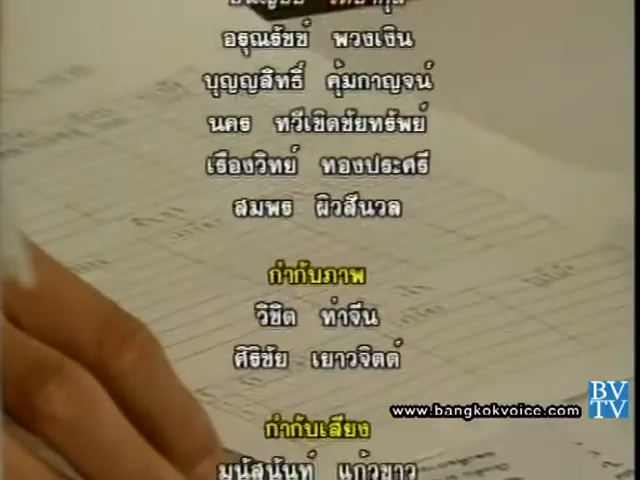 อรุณรัชช์ พวงเงิน
บุญญสิทธิ์ คุ้มกาญจน์
นคร ทวีเขิดชัยทรัพย์
เรืองวิทย์ ทองประศรี
สมพร ผิวสีนวล
กำกับภาพ
วิชิต ท่าจีน
ศิริชัย เยาวจิตต์
www.bangkokvoice.com
BV
TV
กำกับเสียง
มนัสนันท์ แก้วขาว